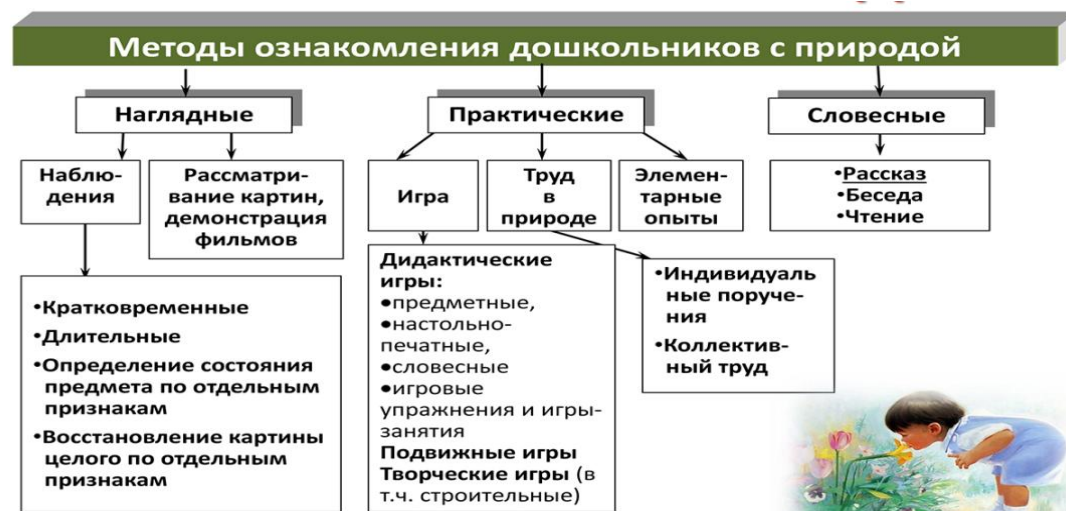 Методы ознакомления дошкольников с природой
Наглядные
Практические
Словесные
Наблю-
дения
Рассматри-
вание картин,
демонстрация
фильмов
Игра
Труд
в
природе
Элемен-
тарные
опыты
•Рассказ
•Беседа
•Чтение
•Кратковременные
•Длительные
•Определение состояния
предмета по отдельным
признакам
•Восстановление картины
целого по отдельным
признакам
Дидактические
игры:
•предметные,
•настольно-
печатные,
•словесные
•игровые
упражнения и игры-
занятия
Подвижные игры
Творческие игры (в
т.ч. строительные)
•Индивидуаль
ные поруче-
ния
•Коллектив-
ный труд